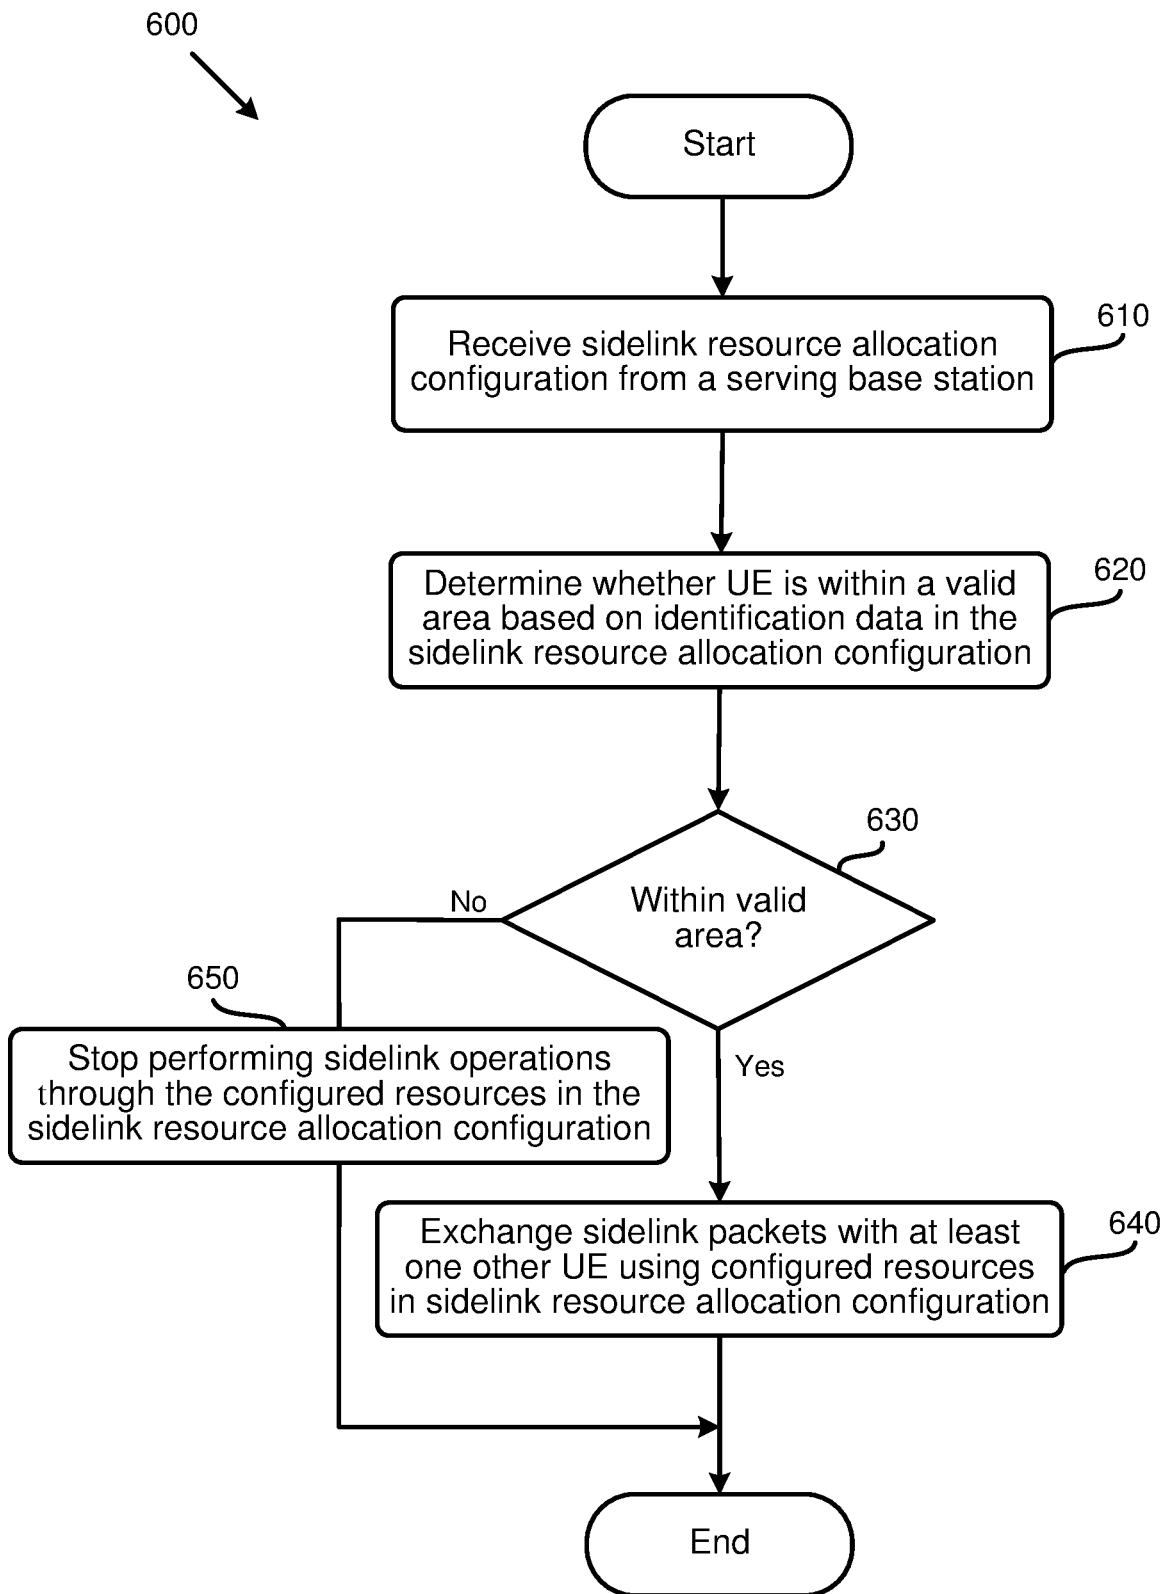 600
Start
610
Receive sidelink resource allocation
configuration from a serving base station
620
Determine whether UE is within a valid
area based on identification data in the
sidelink resource allocation configuration
630
Within valid
area?
No
Yes
650
Stop performing sidelink operations
through the configured resources in the
sidelink resource allocation configuration
640
Exchange sidelink packets with at least
one other UE using configured resources
in sidelink resource allocation configuration
End